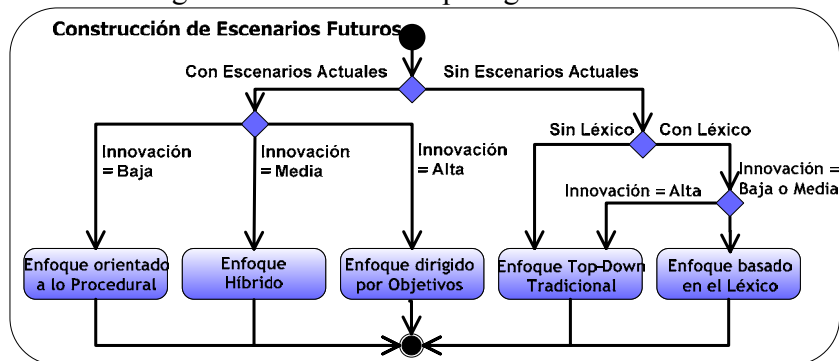 Construcción de Escenarios Futuros
Con Escenarios Actuales
Sin Escenarios Actuales
Sin Léxico
Con Léxico
Innovación
= Baja
Innovación
= Media
Innovación
= Alta
Innovación =
Baja o Media
Innovación = Alta
Enfoque orientado
a lo Procedural
Enfoque
Híbrido
Enfoque dirigido
por Objetivos
Enfoque Top-Down
Tradicional
Enfoque basado
en el Léxico